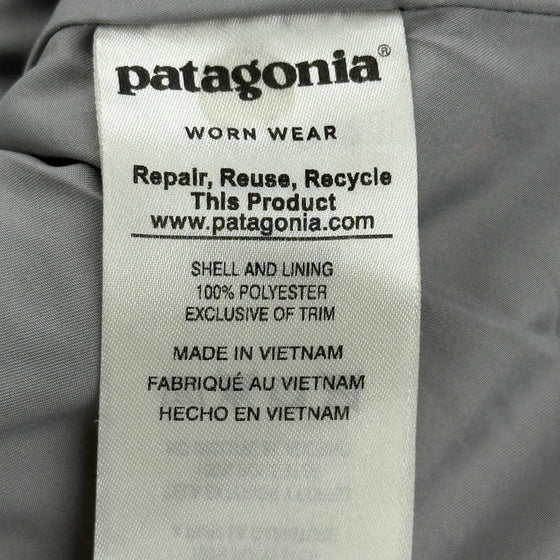 patagonia®
WORN WEAR
Repair, Reuse, Recycle
This Product
www.patagonia.com
SHELL AND LINING
100% POLYESTER
EXCLUSIVE OF TRIM
MADE IN VIETNAM
FABRIQUÉ AU VIETNAM
HECHO EN VIETNAM